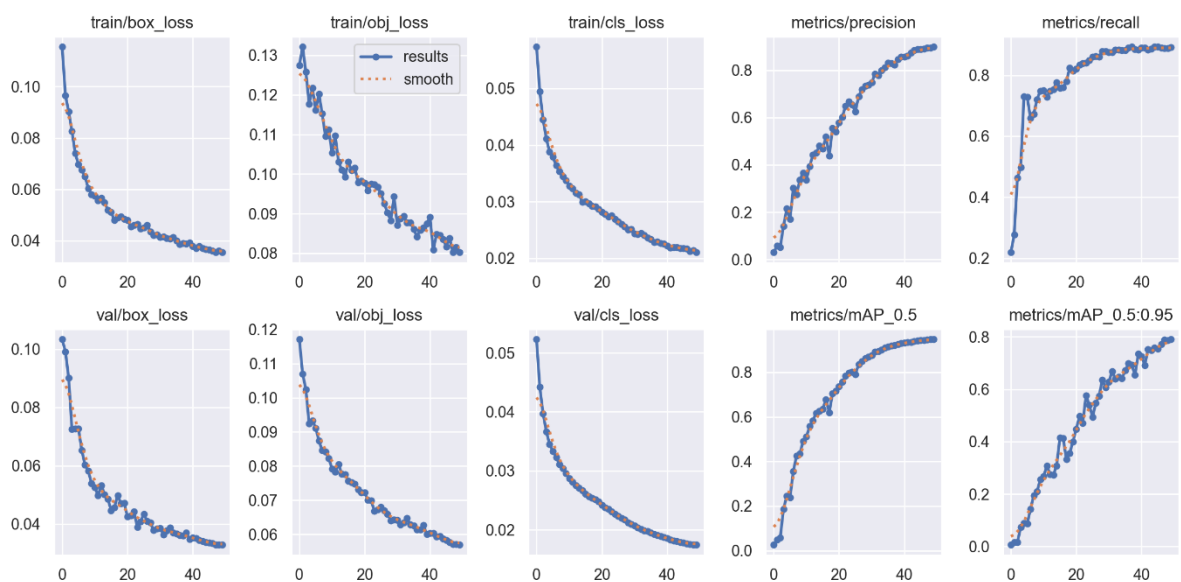 train/box_loss
train/obj_loss
train/cls_loss
metrics/precision
metrics/recall
0.10
0.08
0.06
0.04
0 20 40
0.13
0.12
0.11
0.10
0.09
0.08
results
smooth
0 20 40
0.05
0.04
0.03
0.02
0 20 40
0.8
0.6
0.4
0.2
0.0
0 20 40
0.8
0.6
0.4
0.2
0 20 40
val/box_loss
val/obj_loss
val/cls_loss
metrics/mAP_0.5
metrics/mAP_0.5:0.95
0.10
0.08
0.06
0.04
0 20 40
0.12
0.11
0.10
0.09
0.08
0.07
0.06
0 20 40
0.05
0.04
0.03
0.02
0 20 40
0.8
0.6
0.4
0.2
0.0
0 20 40
0.8
0.6
0.4
0.2
0.0
0 20 40